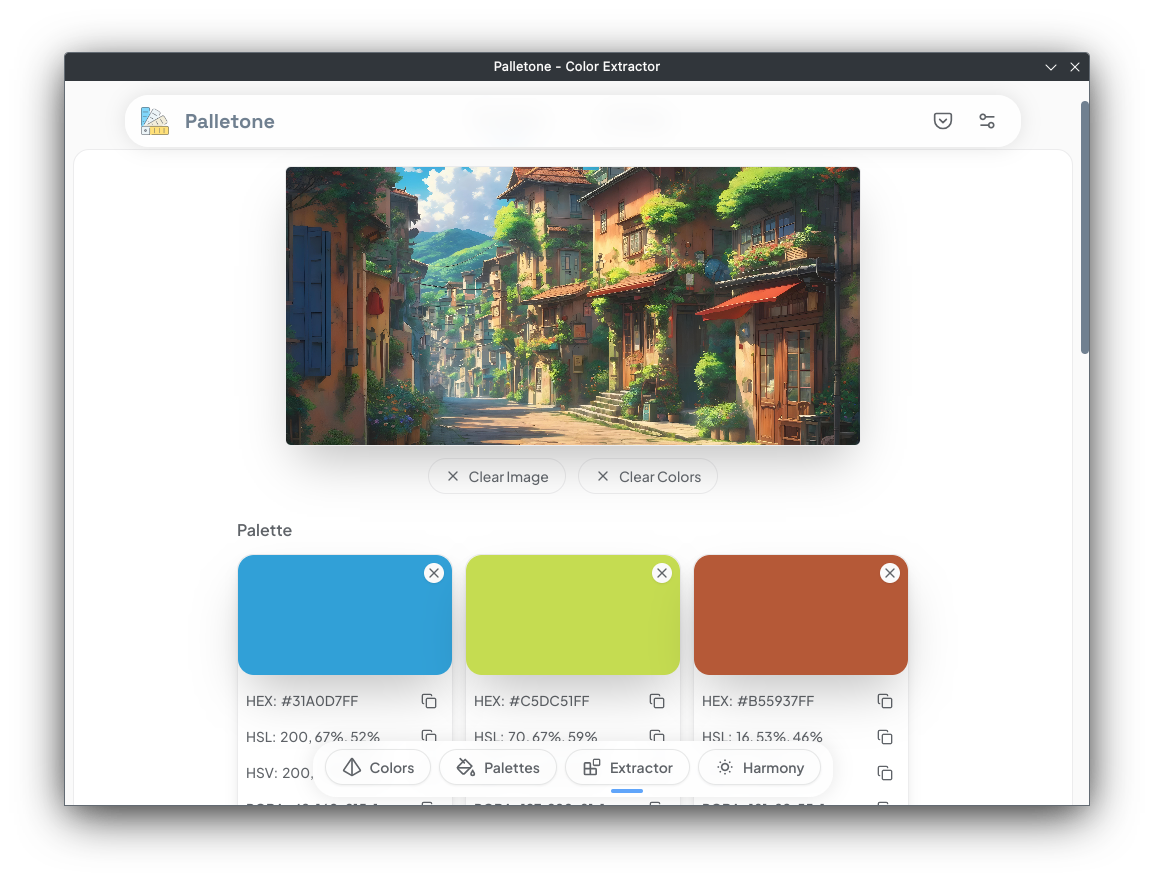 Palletone - Color Extractor
Palletone
Clear Image
Clear Colors
Palette
HEX: #31A0D7FF
HEX: #C5DC51FF
HEX: #B55937FF
HSL: 200, 67%, 52%
HSL: 70, 67%, 59%
HSL: 16, 53%, 46%
HSV: 200,
Colors
Palettes
Extractor
Harmony